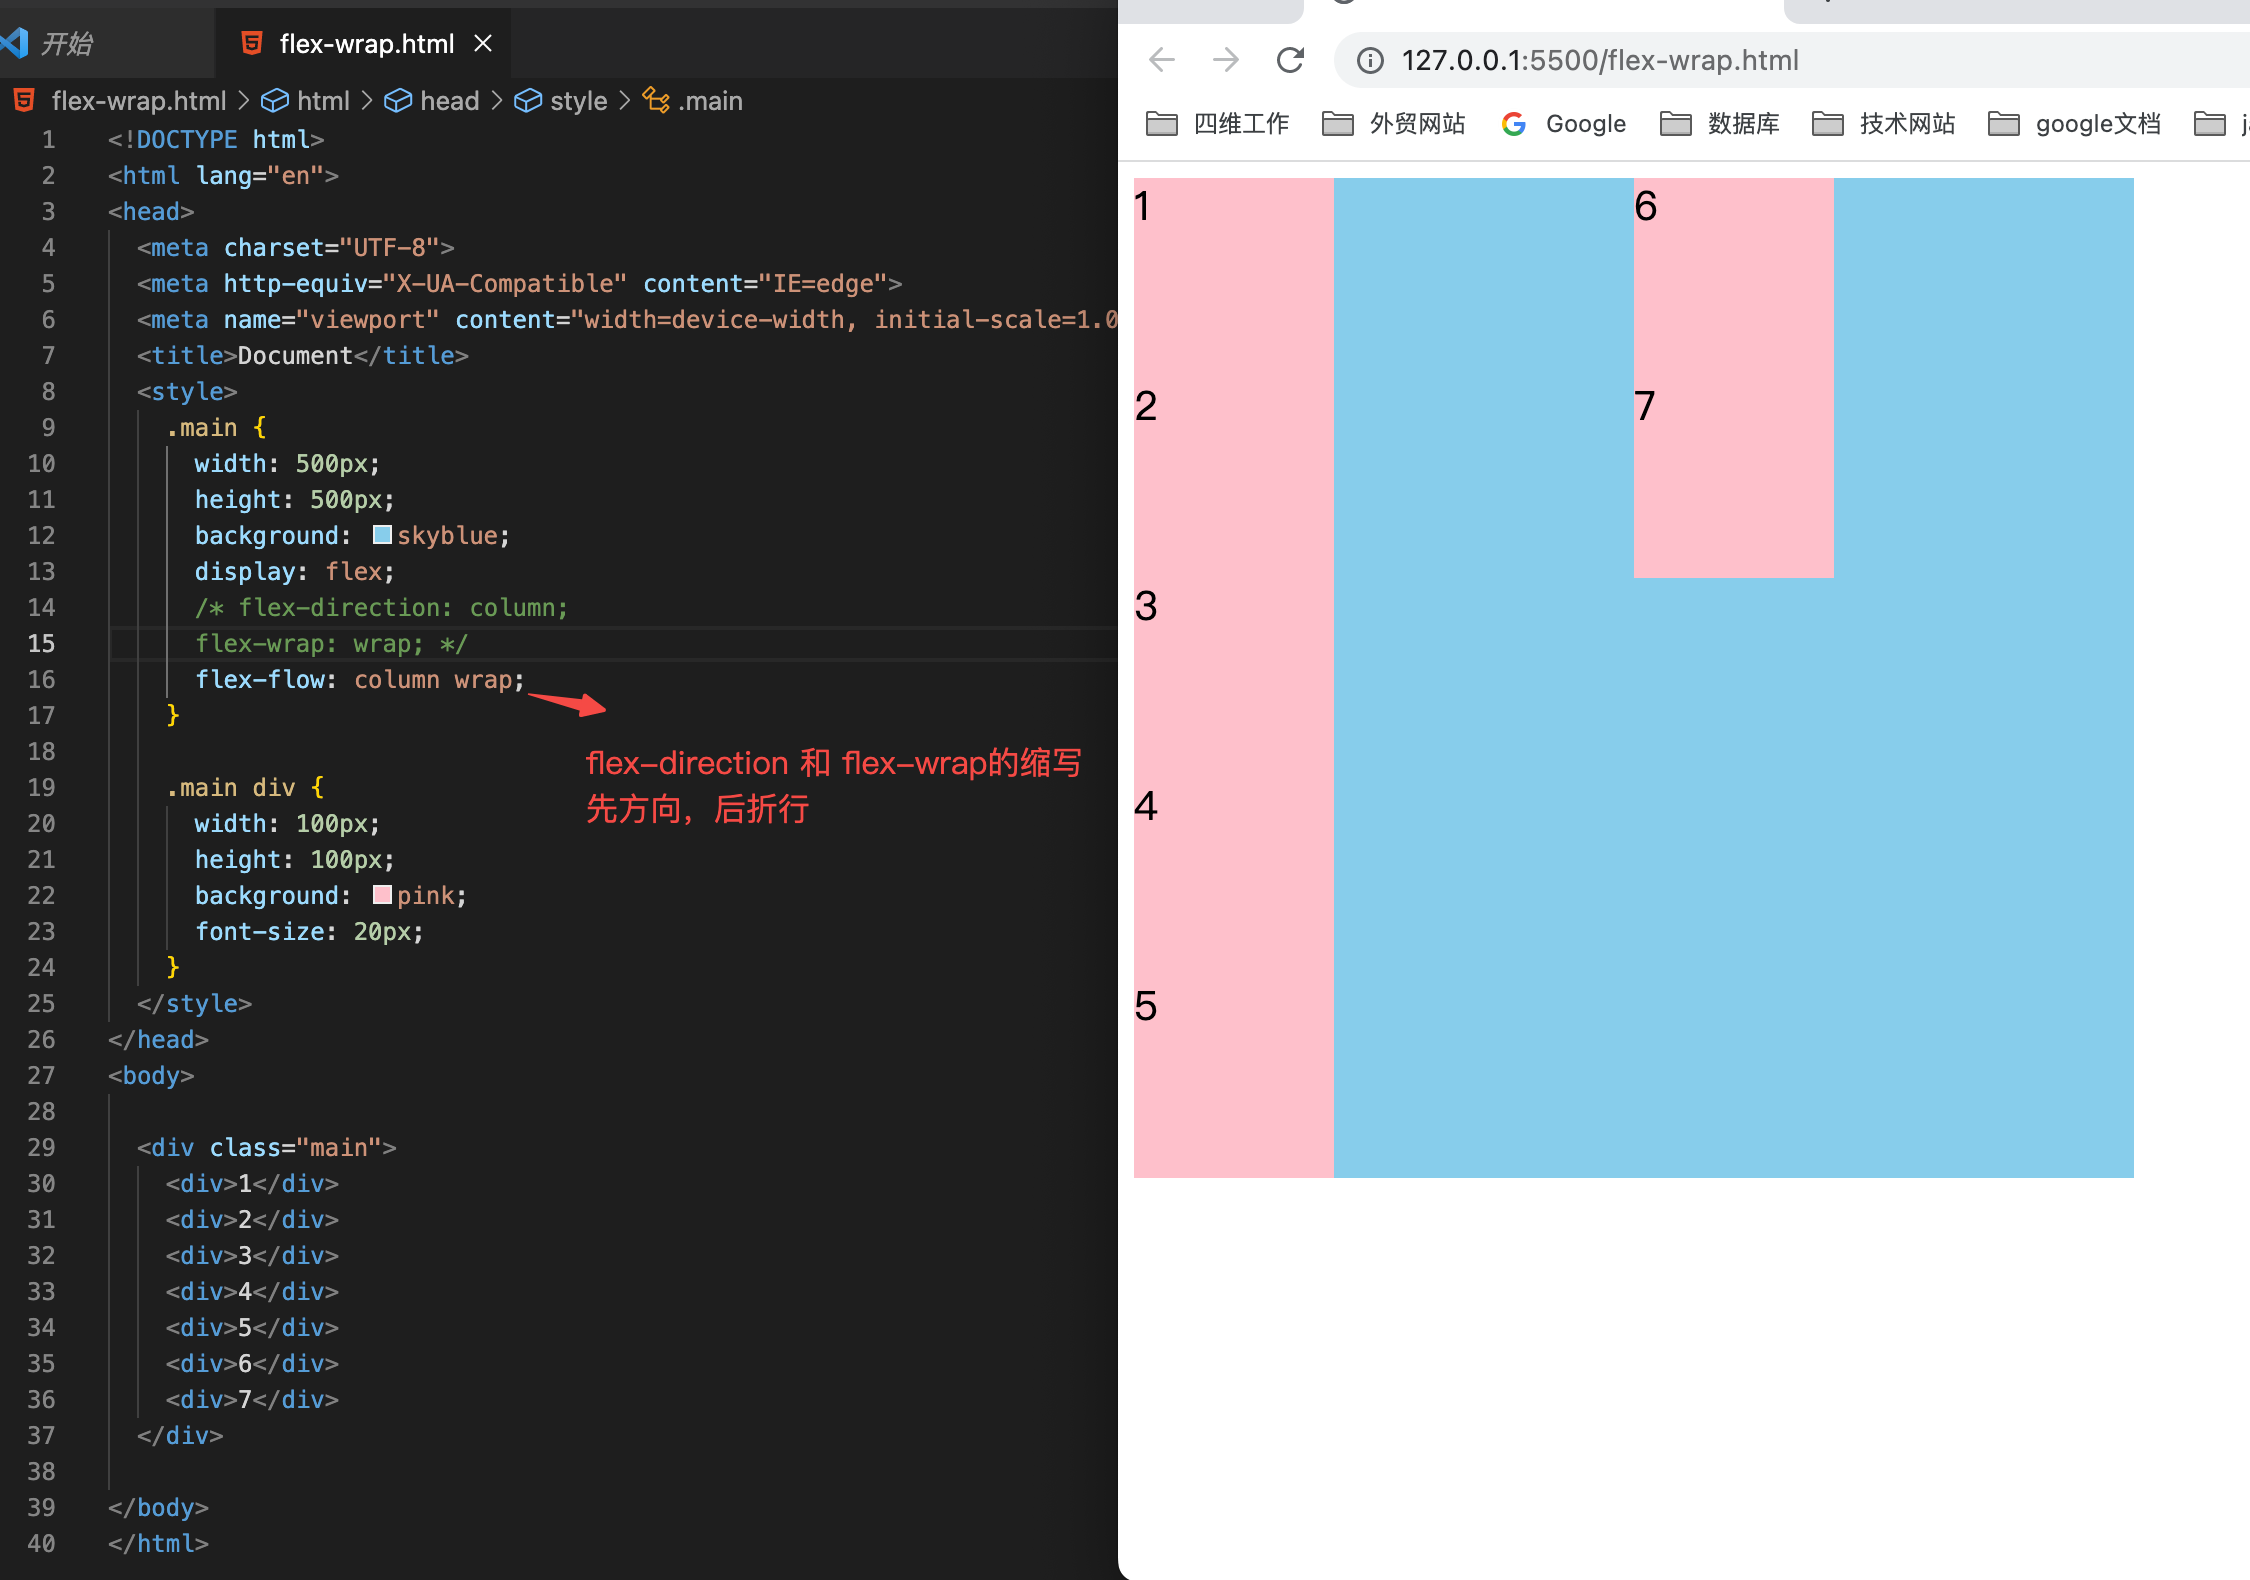 开始
flex-wrap.html
flex-wrap.html > html > head > style > .main
1 <!DOCTYPE html>
2 <html lang="en">
3 <head>
4 <meta charset="UTF-8">
5 <meta http-equiv="X-UA-Compatible" content="IE=edge">
6 <meta name="viewport" content="width=device-width, initial-scale=1.0
7 <title>Document</title>
8 <style>
9 .main {
10 width: 500px;
11 height: 500px;
12 background: skyblue;
13 display: flex;
14 /* flex-direction: column;
15 flex-wrap: wrap; */
16 flex-flow: column wrap;
17 }
18
19 .main div {
20 width: 100px;
21 height: 100px;
22 background: pink;
23 font-size: 20px;
24 }
25 </style>
26 </head>
27 <body>
28
29 <div class="main">
30 <div>1</div>
31 <div>2</div>
32 <div>3</div>
33 <div>4</div>
34 <div>5</div>
35 <div>6</div>
36 <div>7</div>
37 </div>
38
39 </body>
40 </html>
flex-direction 和 flex-wrap的缩写
先方向，后折行
127.0.0.1:5500/flex-wrap.html
四维工作 外贸网站 Google 数据库 技术网站 google文档
1 6
2 7
3
4
5